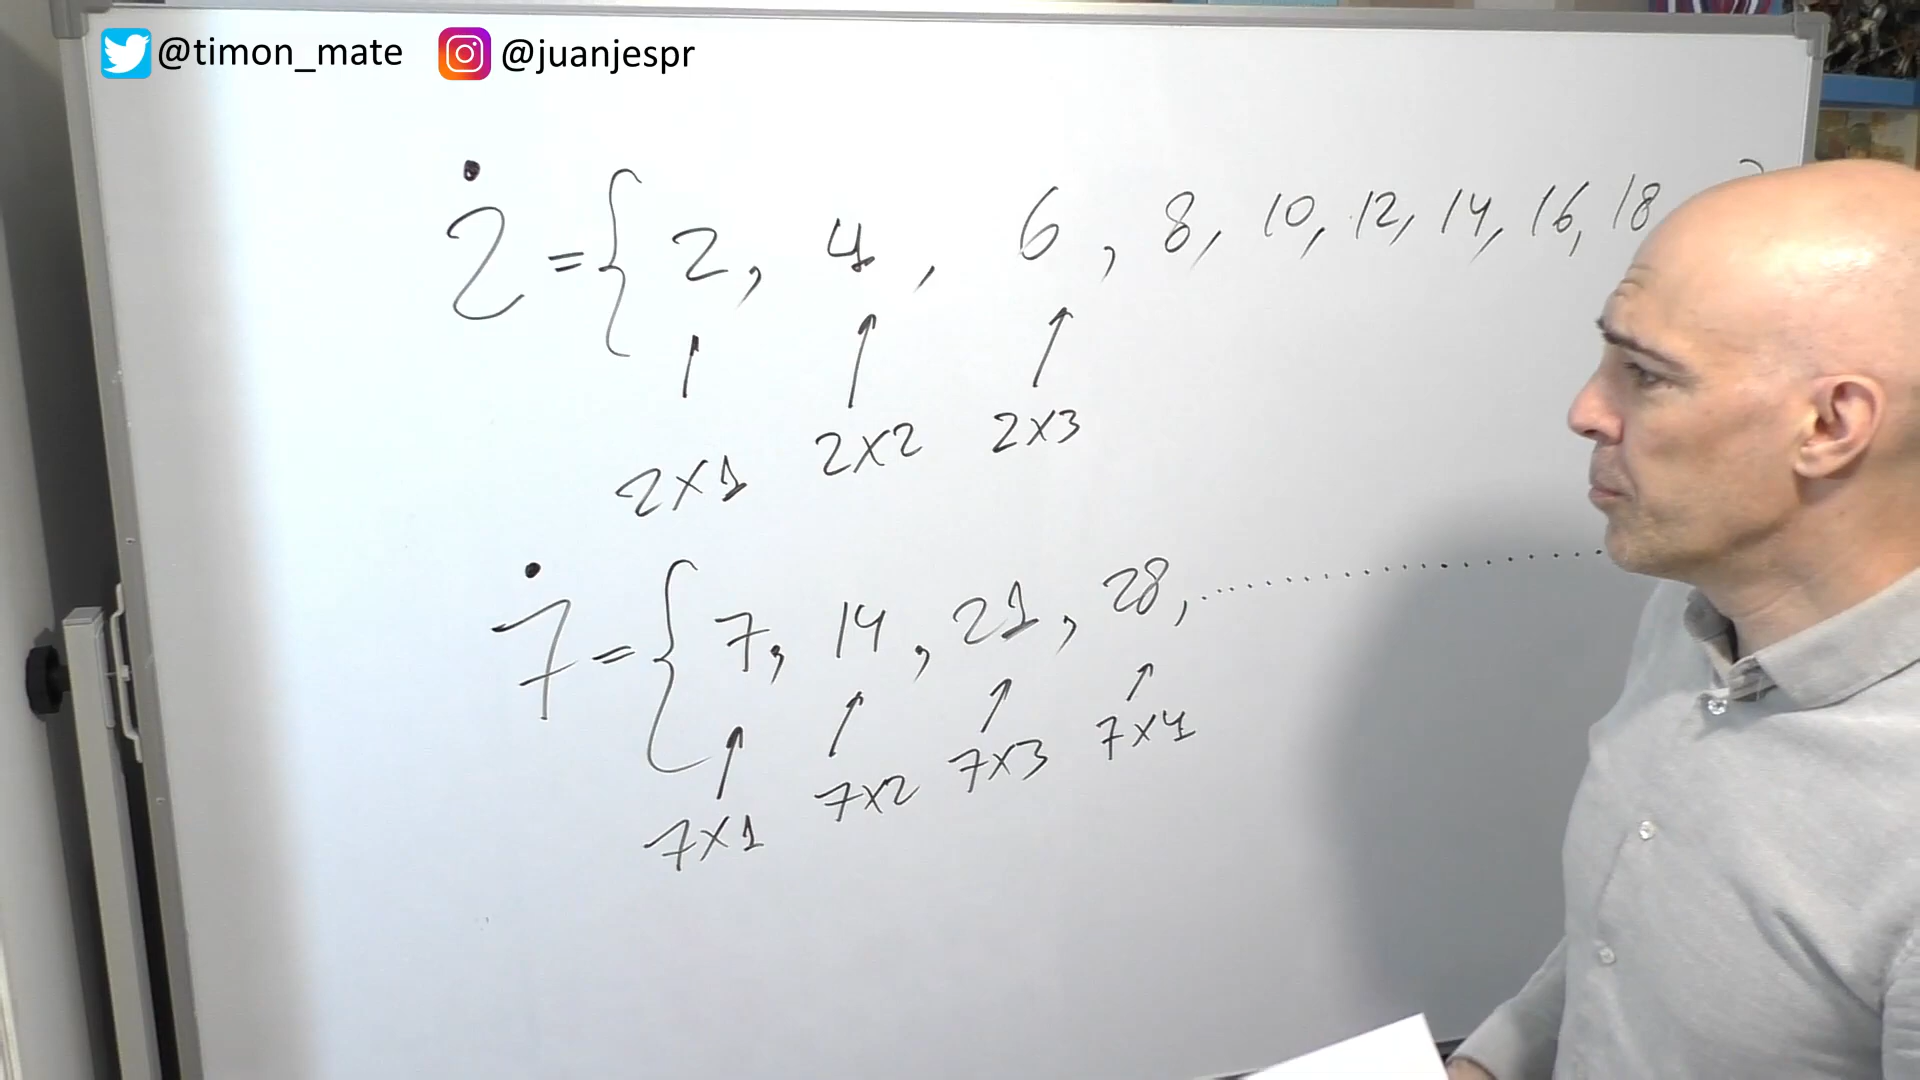 @timon_mate @juanjespr
2̇ = { 2, 4, 6, 8, 10, 12, 14, 16, 18
2x1 2x2 2x3
7̇ = { 7, 14, 21, 28, ..............................
7x1 7x2 7x3 7x4